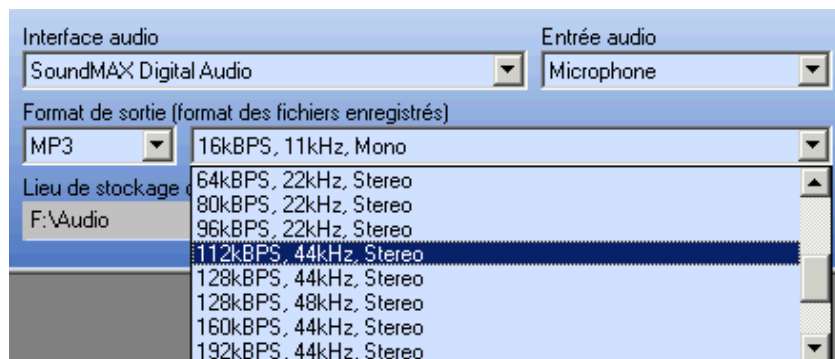 Interface audio
Entrée audio
SoundMAX Digital Audio
Microphone
Format de sortie (format des fichiers enregistrés)
MP3
16kBPS, 11kHz, Mono
Lieu de stockage
64kBPS, 22kHz, Stereo
80kBPS, 22kHz, Stereo
F:\Audio
96kBPS, 22kHz, Stereo
112kBPS, 44kHz, Stereo
128kBPS, 44kHz, Stereo
128kBPS, 48kHz, Stereo
160kBPS, 44kHz, Stereo
192kBPS, 44kHz, Stereo